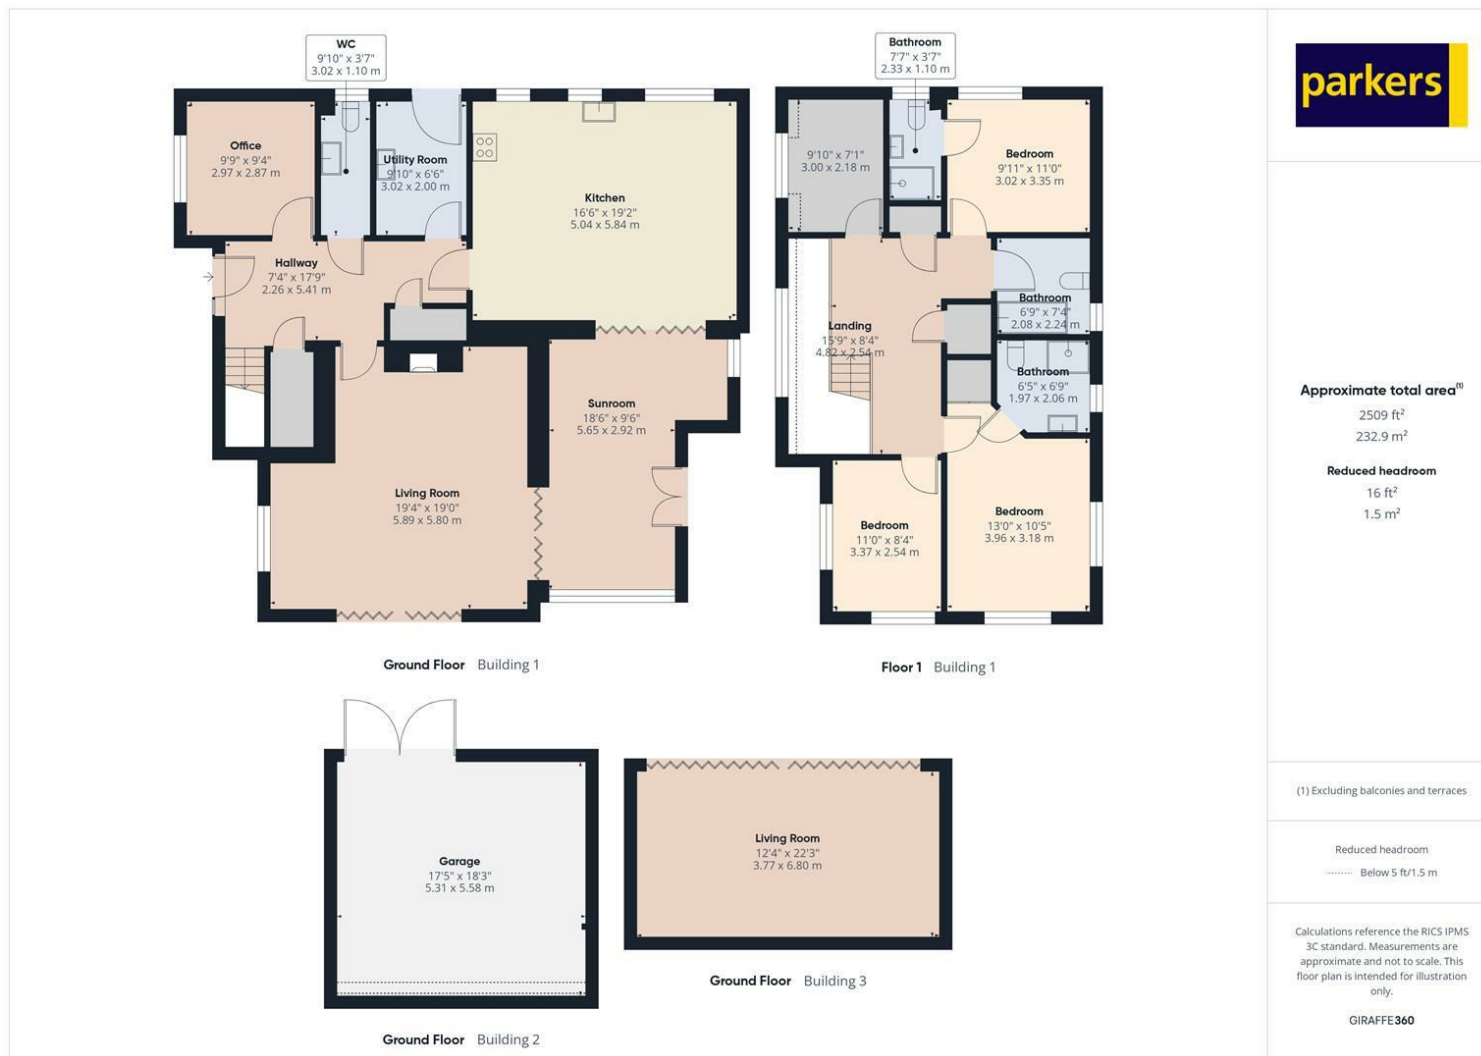 WC
9'10" x 3'7"
3.02 x 1.10 m
Office
9'9" x 9'4"
2.97 x 2.87 m
Utility Room
9'10" x 6'6"
3.02 x 2.00 m
Kitchen
16'6" x 19'2"
5.04 x 5.84 m
Hallway
7'4" x 17'9"
2.26 x 5.41 m
Sunroom
18'6" x 9'6"
5.65 x 2.92 m
Living Room
19'4" x 19'0"
5.89 x 5.80 m
Ground Floor Building 1
Bathroom
7'7" x 3'7"
2.33 x 1.10 m
9'10" x 7'1"
3.00 x 2.18 m
Bedroom
9'11" x 11'0"
3.02 x 3.35 m
Bathroom
6'9" x 7'4"
2.08 x 2.24 m
Landing
15'9" x 8'4"
4.82 x 2.54 m
Bathroom
6'5" x 6'9"
1.97 x 2.06 m
Bedroom
11'0" x 8'4"
3.37 x 2.54 m
Bedroom
13'0" x 10'5"
3.96 x 3.18 m
Floor 1 Building 1
Garage
17'5" x 18'3"
5.31 x 5.58 m
Ground Floor Building 2
Living Room
12'4" x 22'3"
3.77 x 6.80 m
Ground Floor Building 3
parkers
Approximate total area(1)
2509 ft²
232.9 m²
Reduced headroom
16 ft²
1.5 m²
(1) Excluding balconies and terraces
Reduced headroom
Below 5 ft/1.5 m
Calculations reference the RICS IPMS
3C standard. Measurements are
approximate and not to scale. This
floor plan is intended for illustration
only.
GIRAFFE360